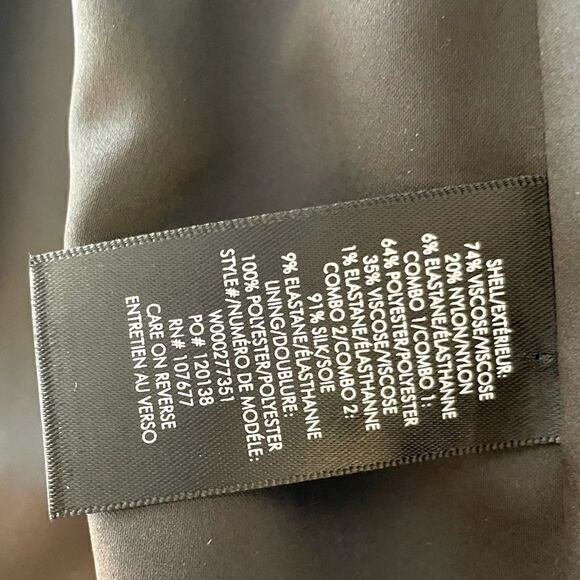 SHELL/EXTÉRIEUR
74% VISCOSE/VISCOSE
20% NYLON/NYLON
6% ELASTANE/ÉLASTHANNE
COMBO 1/COMBO 1:
64% POLYESTER/POLYESTER
35% VISCOSE/VISCOSE
1% ELASTANE/ÉLASTHANNE
COMBO 2/COMBO 2:
91% SILK/SOIE
9% ELASTANE/ÉLASTHANNE
LINING/DOUBLURE:
100% POLYESTER/POLYESTER
STYLE#/NUMÉRO DE MODÈLE:
W000277351
PO# 120138
RN# 107677
CARE ON REVERSE
ENTRETIEN AU VERSO